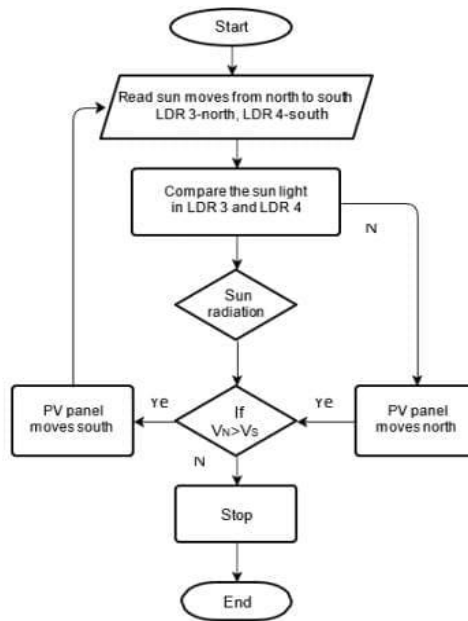 Start
Read sun moves from north to south
LDR 3-north, LDR 4-south
Compare the sun light
in LDR 3 and LDR 4
N
Sun
radiation
PV panel
moves south
Ye
If
VN>VS
Ye
PV panel
moves north
N
Stop
End